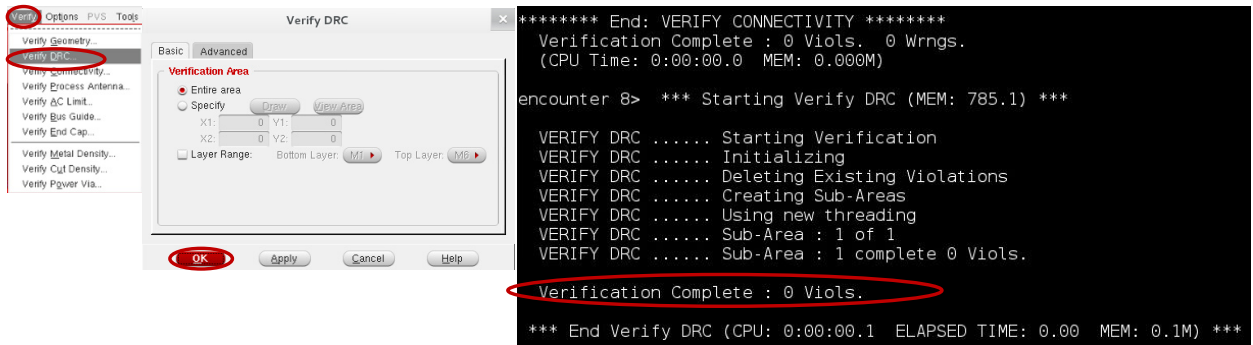 Verify Options PVS Tools
Verify Geometry...
Verify DRC...
Verify Connectivity...
Verify Process Antenna...
Verify AC Limit...
Verify Bus Guide...
Verify End Cap...
Verify Metal Density...
Verify Cut Density...
Verify Power Via...
Verify DRC
Basic Advanced
Verification Area
Entire area
Specify Draw View Area
X1: 0 Y1: 0
X2: 0 Y2: 0
Layer Range: Bottom Layer: M1 Top Layer: M6
OK Apply Cancel Help
******** End: VERIFY CONNECTIVITY ********
Verification Complete : 0 Viols. 0 Wrngs.
(CPU Time: 0:00:00.0 MEM: 0.000M)
encounter 8> *** Starting Verify DRC (MEM: 785.1) ***
VERIFY DRC ...... Starting Verification
VERIFY DRC ...... Initializing
VERIFY DRC ...... Deleting Existing Violations
VERIFY DRC ...... Creating Sub-Areas
VERIFY DRC ...... Using new threading
VERIFY DRC ...... Sub-Area : 1 of 1
VERIFY DRC ...... Sub-Area : 1 complete 0 Viols.
Verification Complete : 0 Viols.
*** End Verify DRC (CPU: 0:00:00.1 ELAPSED TIME: 0.00 MEM: 0.1M) ***